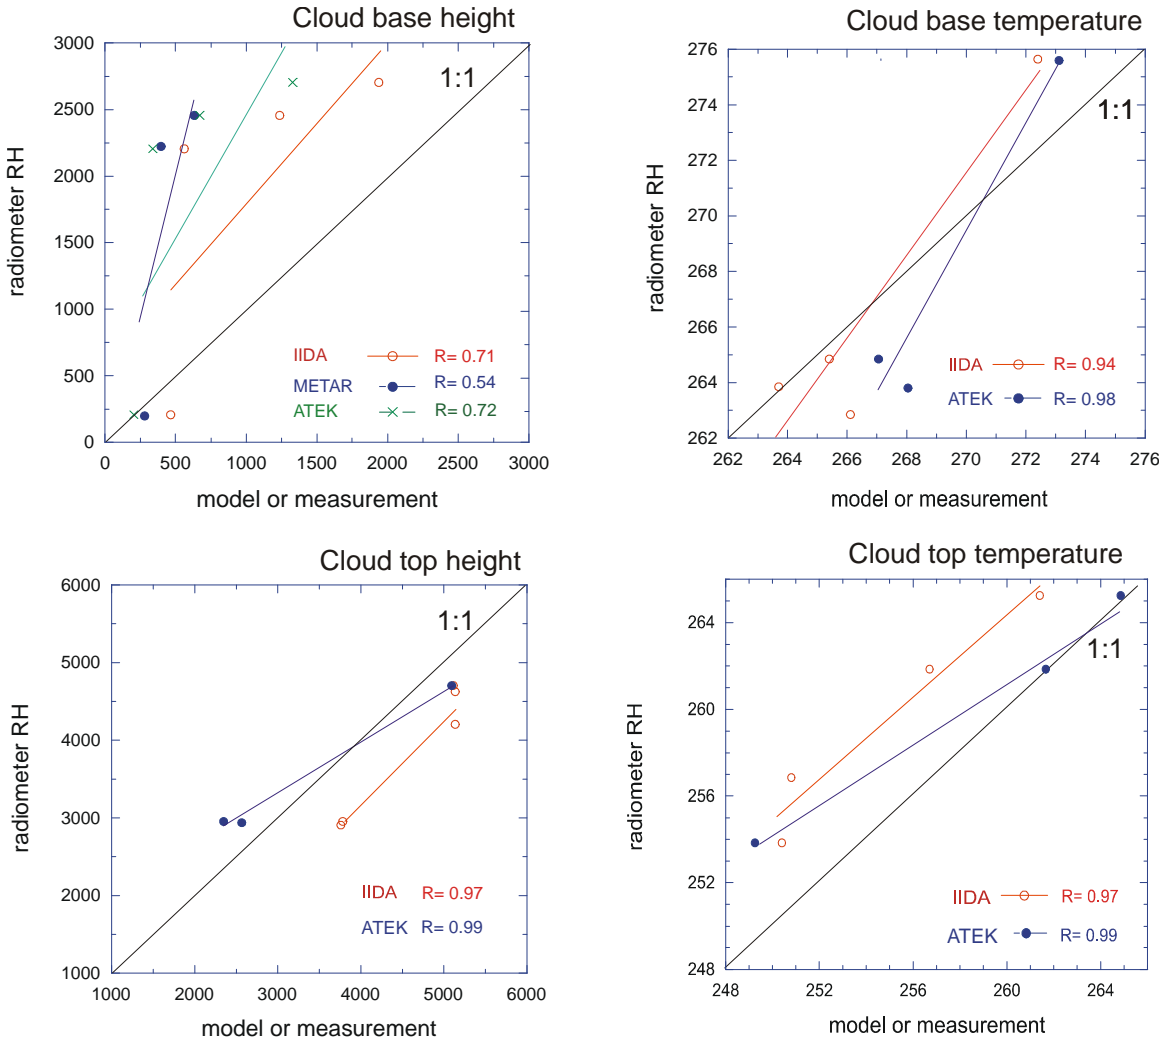 Cloud base height
3000
2500
2000
1500
1000
500
0
radiometer RH
1:1
IIDA R= 0.71
METAR R= 0.54
ATEK R= 0.72
0 500 1000 1500 2000 2500 3000
model or measurement
Cloud base temperature
276
274
272
270
268
266
264
262
radiometer RH
1:1
IIDA R= 0.94
ATEK R= 0.98
262 264 266 268 270 272 274 276
model or measurement
Cloud top height
6000
5000
4000
3000
2000
1000
radiometer RH
1:1
IIDA R= 0.97
ATEK R= 0.99
1000 2000 3000 4000 5000 6000
model or measurement
Cloud top temperature
264
260
256
252
248
radiometer RH
1:1
IIDA R= 0.97
ATEK R= 0.99
248 252 256 260 264
model or measurement